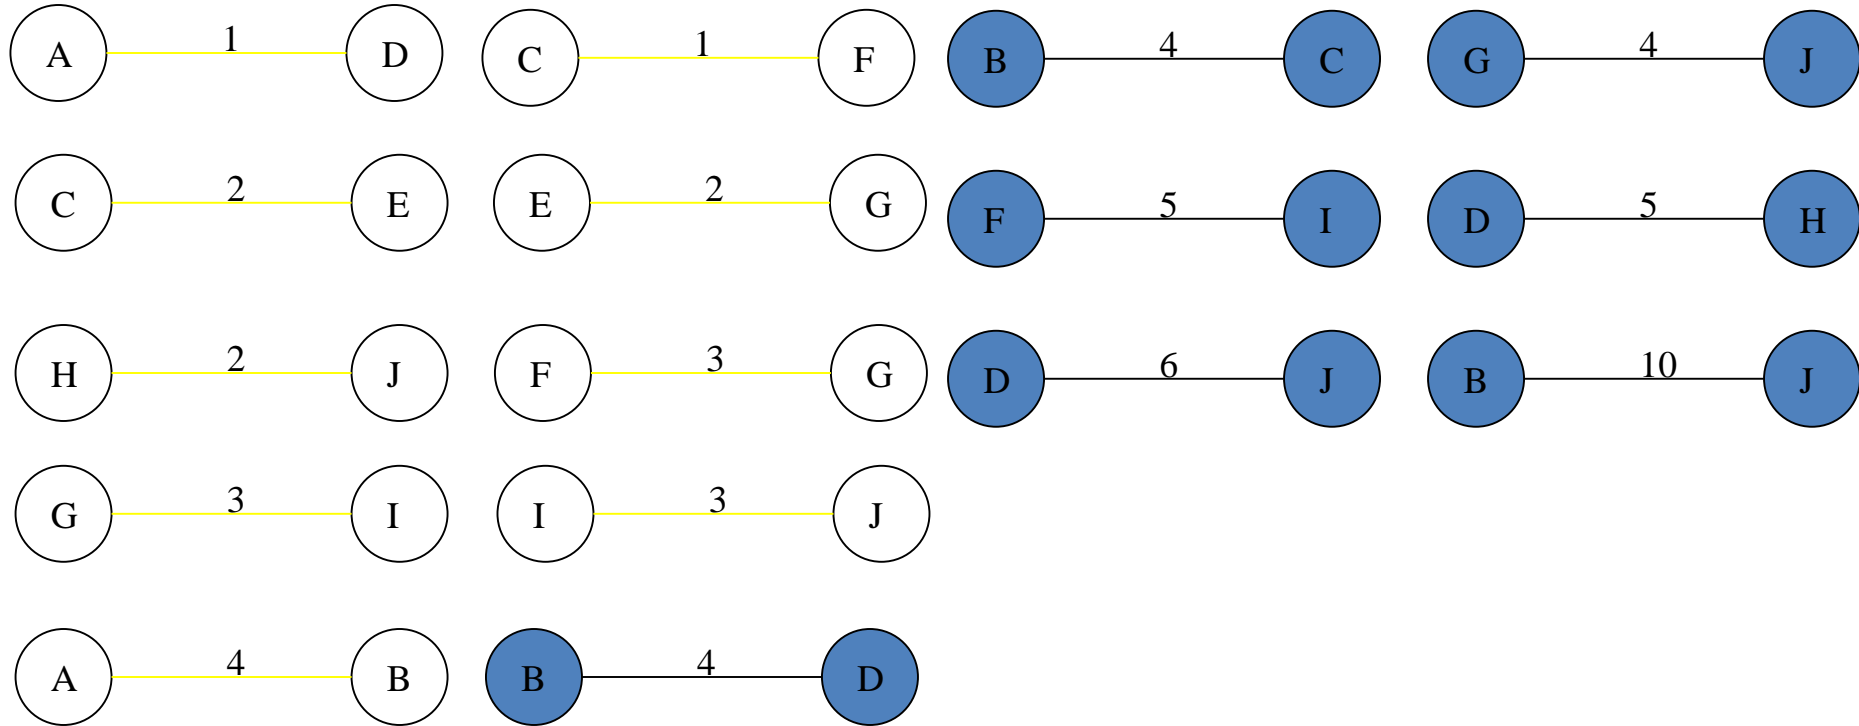 A 1 D C 1 F B 4 C G 4 J
C 2 E E 2 G F 5 I D 5 H
H 2 J F 3 G D 6 J B 10 J
G 3 I I 3 J
A 4 B B 4 D